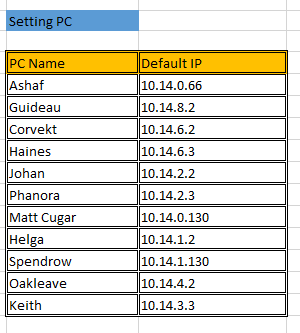 Setting PC
PC Name Default IP
Ashaf 10.14.0.66
Guideau 10.14.8.2
Corvekt 10.14.6.2
Haines 10.14.6.3
Johan 10.14.2.2
Phanora 10.14.2.3
Matt Cugar 10.14.0.130
Helga 10.14.1.2
Spendrow 10.14.1.130
Oakleave 10.14.4.2
Keith 10.14.3.3